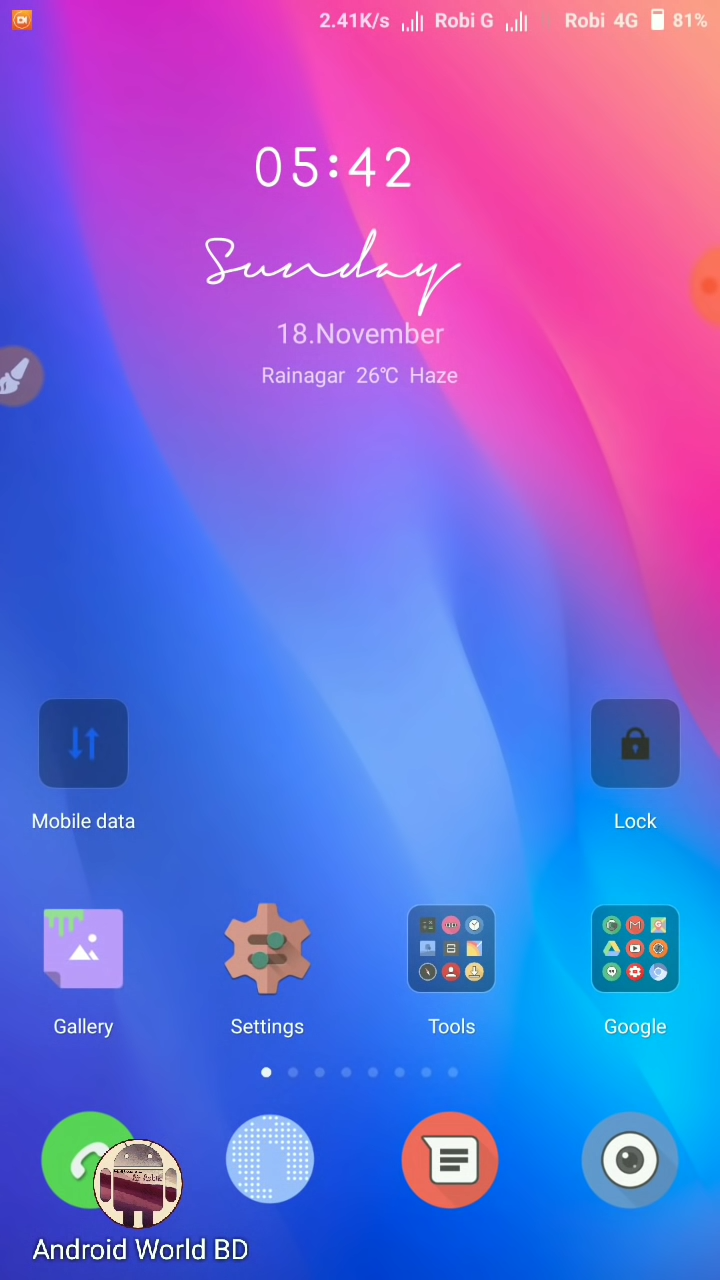 2.41K/s Robi G Robi 4G 81%
05:42
Sunday
18.November
Rainagar 26℃ Haze
Mobile data Lock
Gallery Settings Tools Google
Android World BD